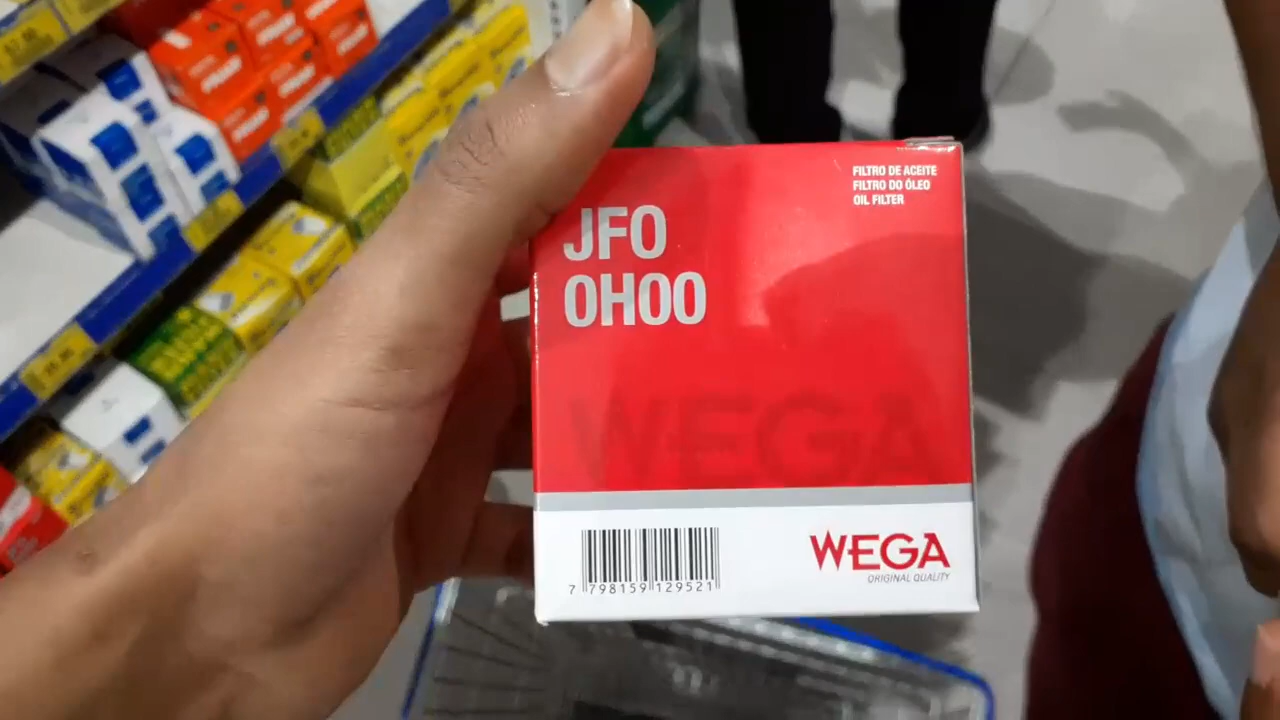 FILTRO DE ACEITE
FILTRO DO ÓLEO
OIL FILTER
JFO
0H00
WEGA
7 798159 129521
WEGA
ORIGINAL QUALITY